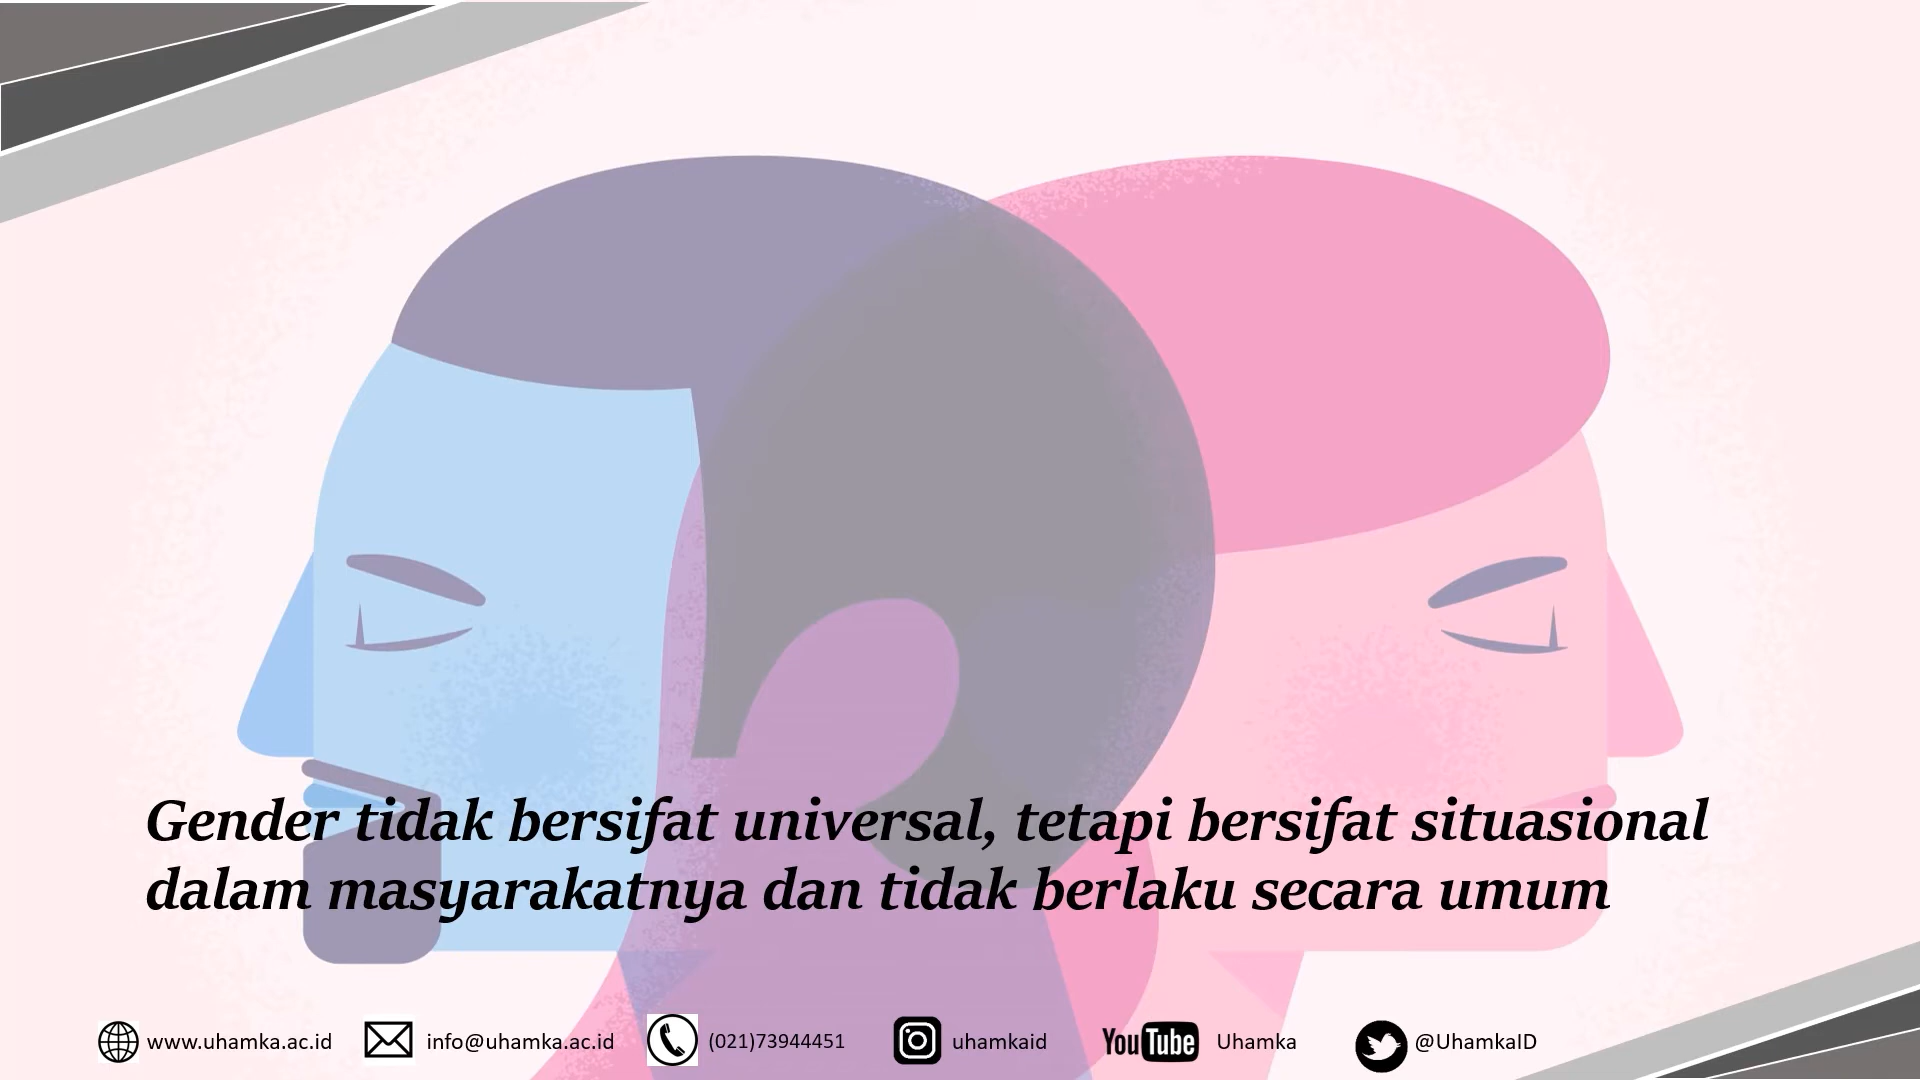 Gender tidak bersifat universal, tetapi bersifat situasional
dalam masyarakatnya dan tidak berlaku secara umum
www.uhamka.ac.id info@uhamka.ac.id (021)73944451 uhamkaid YouTube Uhamka @UhamkaID